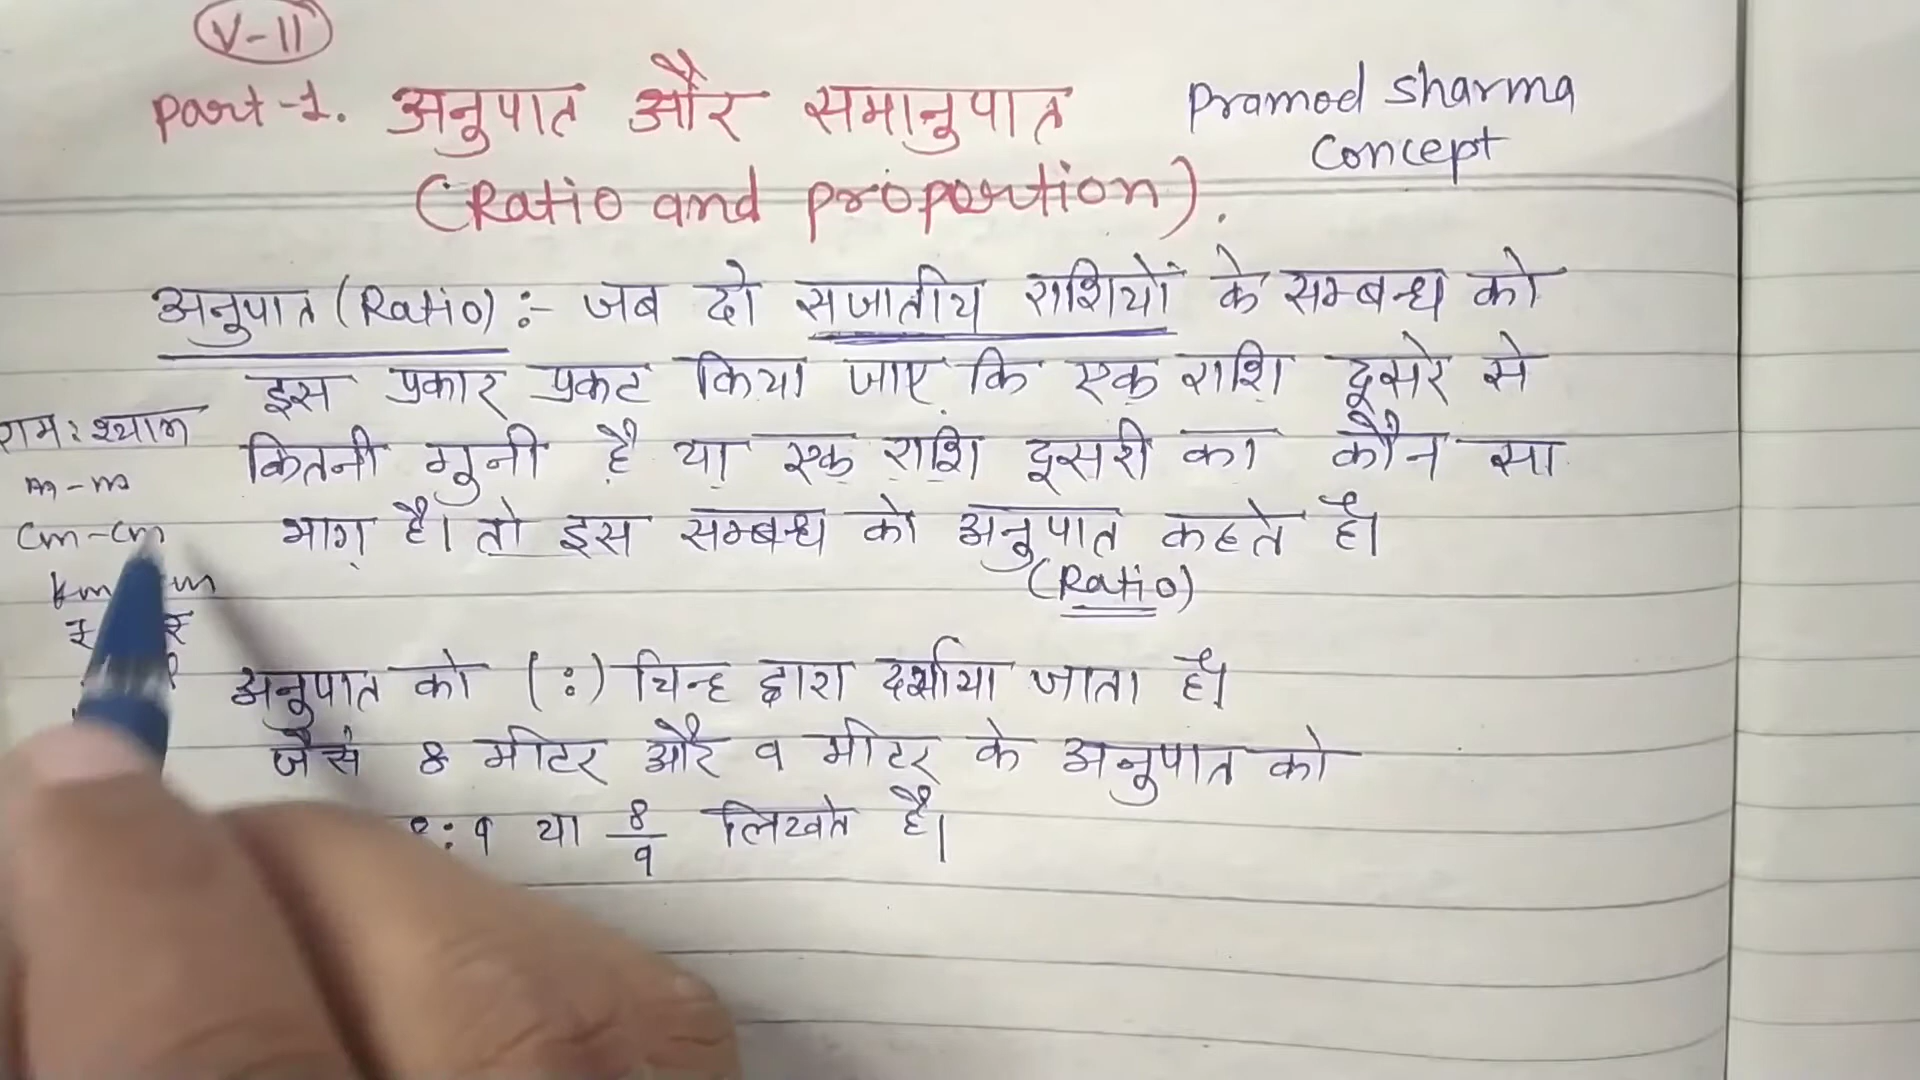 V-11
Part-1. अनुपात और समानुपात
Pramod Sharma
Concept
(Ratio and proportion).
अनुपात (Ratio) :- जब दो सजातीय राशियों के सम्बन्ध को
इस प्रकार प्रकट किया जाए कि एक राशि दूसरे से
कितनी गुनी है या एक राशि दूसरी का कौन सा
भाग है। तो इस सम्बन्ध को अनुपात कहते है।
(Ratio)
राम : श्याम
m-m
cm-cm
km
अनुपात को (:) चिन्ह द्वारा दर्शाया जाता है।
जैसे 8 मीटर और 9 मीटर के अनुपात को
:9 या 8/9 लिखते है।